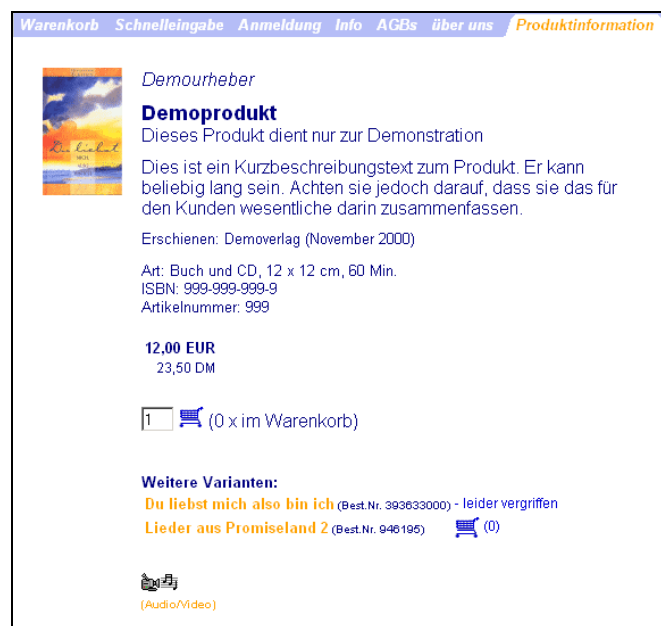 Warenkorb Schnelleingabe Anmeldung Info AGBs über uns Produktinformation
Demourheber
Demoprodukt
Dieses Produkt dient nur zur Demonstration
Du liebst
Dies ist ein Kurzbeschreibungstext zum Produkt. Er kann
beliebig lang sein. Achten sie jedoch darauf, dass sie das für
den Kunden wesentliche darin zusammenfassen.
Erschienen: Demoverlag (November 2000)
Art: Buch und CD, 12 x 12 cm, 60 Min.
ISBN: 999-999-999-9
Artikelnummer: 999
12,00 EUR
23,50 DM
1 (0 x im Warenkorb)
Weitere Varianten:
Du liebst mich also bin ich (Best.Nr. 393633000) - leider vergriffen
Lieder aus Promiseland 2 (Best.Nr. 946195) (0)
(Audio/Video)